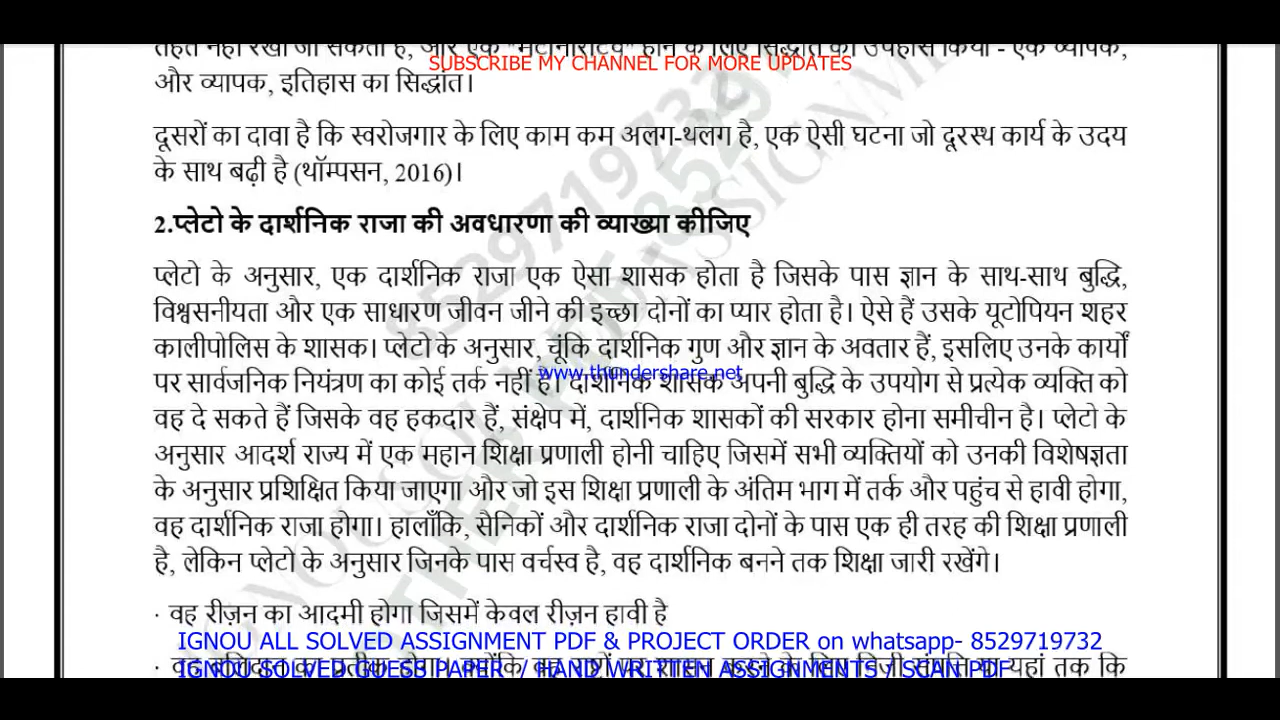 तहत नहीं रखा जा सकता है, और एक "मेटानैरेटिव" होने के लिए सिद्धांत का उपहास किया - एक व्यापक,
SUBSCRIBE MY CHANNEL FOR MORE UPDATES
और व्यापक, इतिहास का सिद्धांत।
दूसरों का दावा है कि स्वरोजगार के लिए काम कम अलग-थलग है, एक ऐसी घटना जो दूरस्थ कार्य के उदय
के साथ बढ़ी है (थॉम्पसन, 2016)।
2.प्लेटो के दार्शनिक राजा की अवधारणा की व्याख्या कीजिए
प्लेटो के अनुसार, एक दार्शनिक राजा एक ऐसा शासक होता है जिसके पास ज्ञान के साथ-साथ बुद्धि,
विश्वसनीयता और एक साधारण जीवन जीने की इच्छा दोनों का प्यार होता है। ऐसे हैं उसके यूटोपियन शहर
कालीपोलिस के शासक। प्लेटो के अनुसार, चूंकि दार्शनिक गुण और ज्ञान के अवतार हैं, इसलिए उनके कार्यों
www.thundershare.net
पर सार्वजनिक नियंत्रण का कोई तर्क नहीं है। दार्शनिक शासक अपनी बुद्धि के उपयोग से प्रत्येक व्यक्ति को
वह दे सकते हैं जिसके वह हकदार हैं, संक्षेप में, दार्शनिक शासकों की सरकार होना समीचीन है। प्लेटो के
अनुसार आदर्श राज्य में एक महान शिक्षा प्रणाली होनी चाहिए जिसमें सभी व्यक्तियों को उनकी विशेषज्ञता
के अनुसार प्रशिक्षित किया जाएगा और जो इस शिक्षा प्रणाली के अंतिम भाग में तर्क और पहुंच से हावी होगा,
वह दार्शनिक राजा होगा। हालाँकि, सैनिकों और दार्शनिक राजा दोनों के पास एक ही तरह की शिक्षा प्रणाली
है, लेकिन प्लेटो के अनुसार जिनके पास वर्चस्व है, वह दार्शनिक बनने तक शिक्षा जारी रखेंगे।
· वह रीज़न का आदमी होगा जिसमें केवल रीज़न हावी है
IGNOU ALL SOLVED ASSIGNMENT PDF & PROJECT ORDER on whatsapp- 8529719732
IGNOU SOLVED GUESS PAPER / HAND WRITTEN ASSIGNMENTS / SCAN PDF